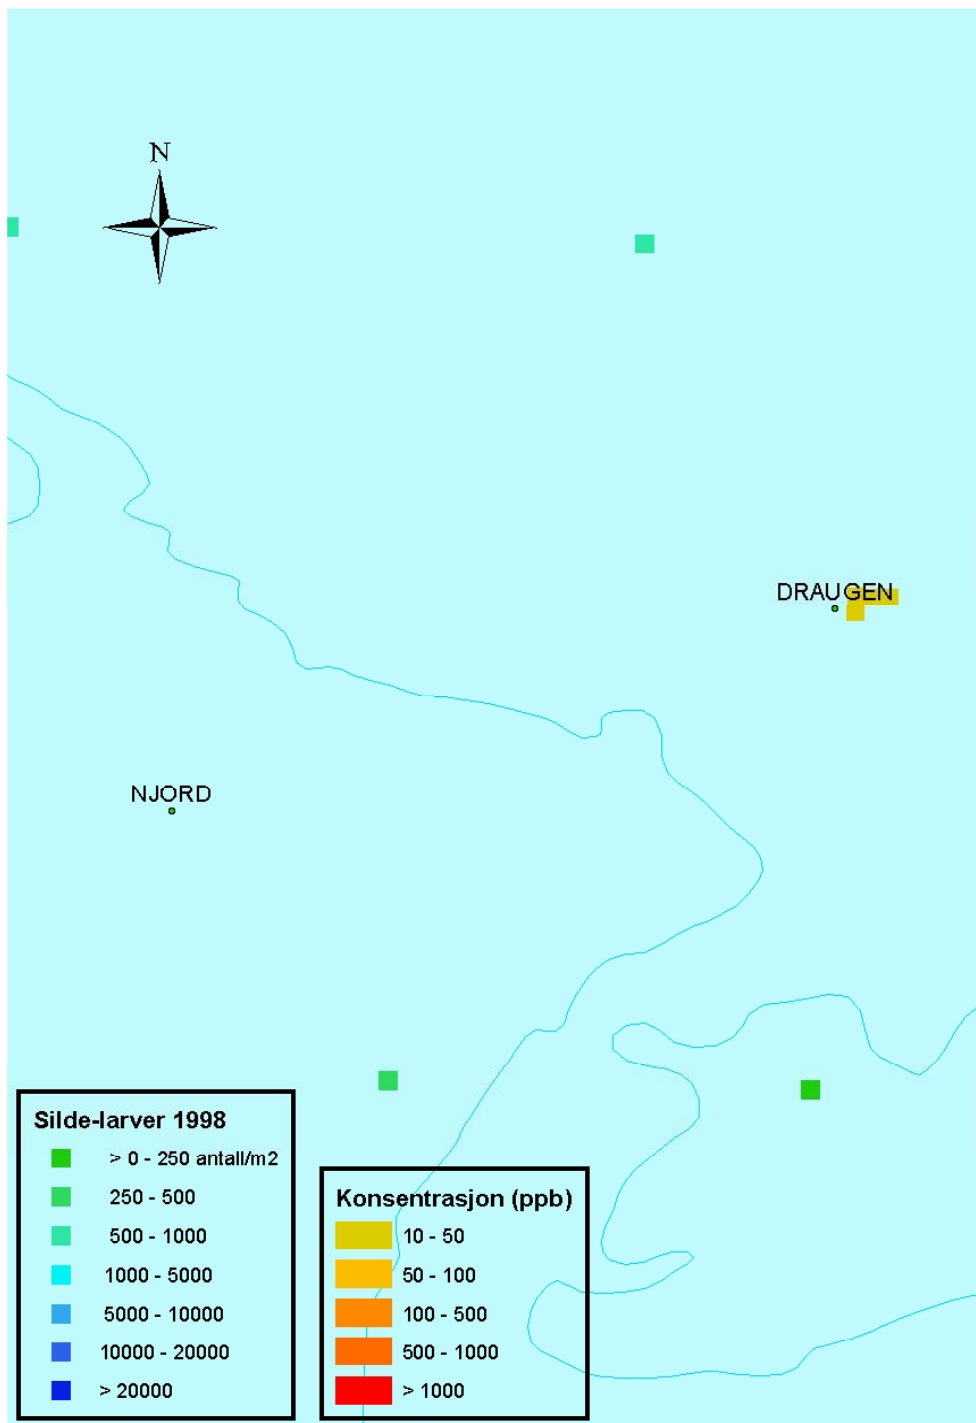 N
DRAUGEN
NJORD
Silde-larver 1998
> 0 - 250 antall/m2
250 - 500
500 - 1000
1000 - 5000
5000 - 10000
10000 - 20000
> 20000
Konsentrasjon (ppb)
10 - 50
50 - 100
100 - 500
500 - 1000
> 1000